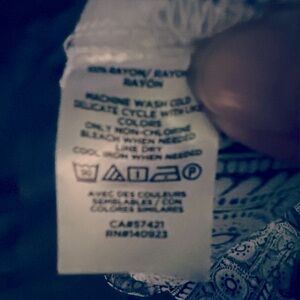 100% RAYON/ RAYO
RAYON
MACHINE WASH COLD
DELICATE CYCLE WITH LIKE
COLORS
ONLY NON-CHLORINE
BLEACH WHEN NEEDED
LINE DRY
COOL IRON WHEN NEEDED
AVEC DES COULEURS
SEMBLABLES / CON
COLORES SIMILARES
CA#57421
RN#140923